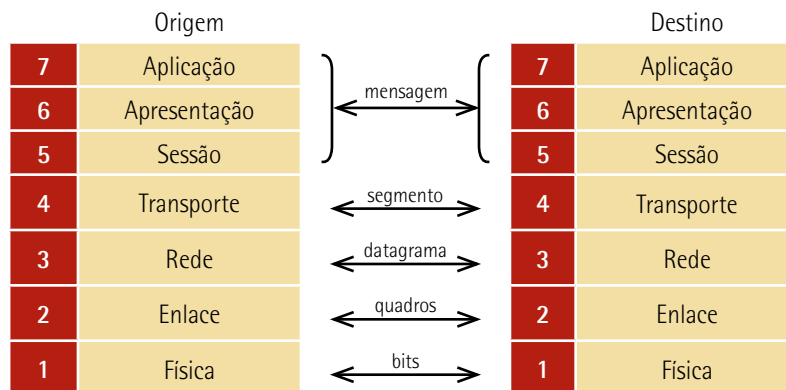 Origem Destino
7 Aplicação mensagem 7 Aplicação
6 Apresentação 6 Apresentação
5 Sessão 5 Sessão
4 Transporte segmento 4 Transporte
3 Rede datagrama 3 Rede
2 Enlace quadros 2 Enlace
1 Física bits 1 Física